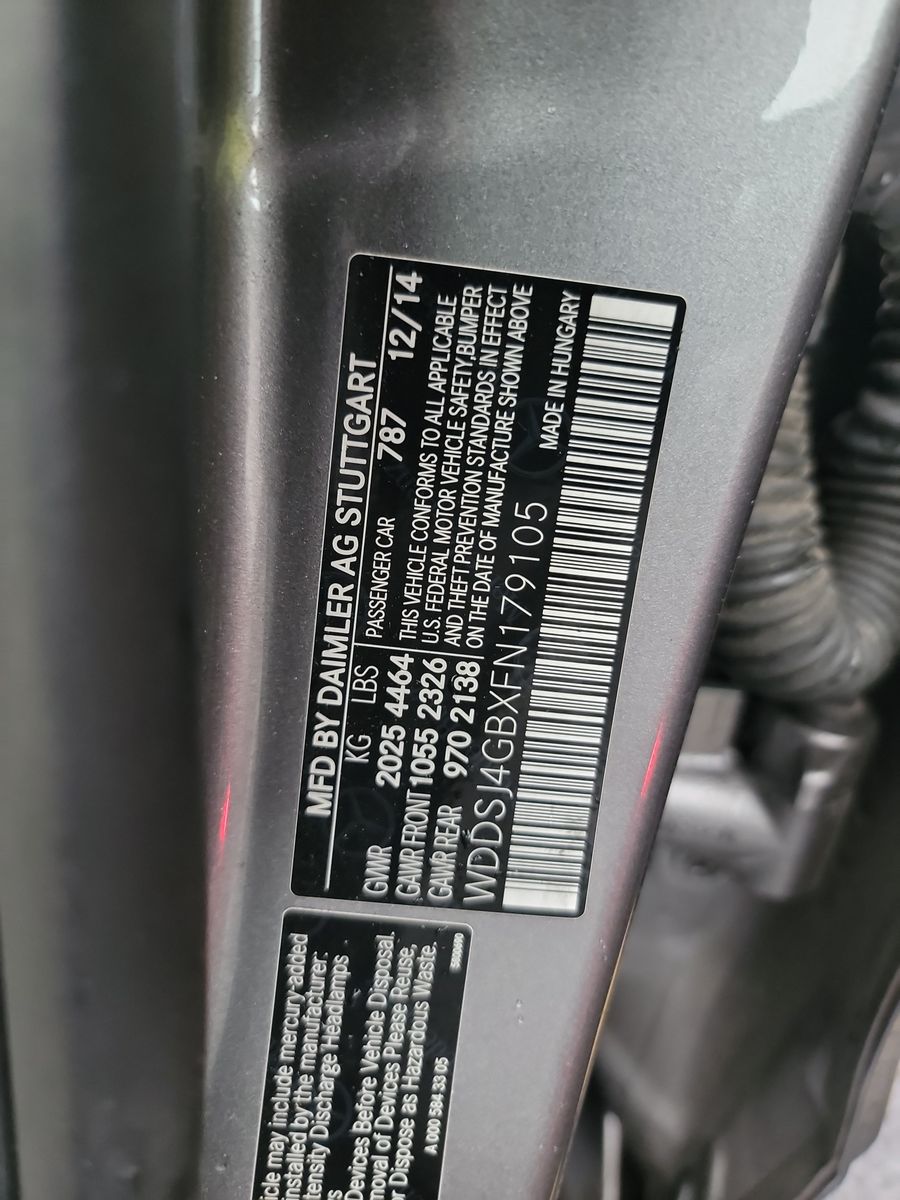 MFD BY DAIMLER AG STUTTGART
KG LBS PASSENGER CAR 787 12/14
GWR 2025 4464 THIS VEHICLE CONFORMS TO ALL APPLICABLE
GAWR FRONT 1055 2326 U.S. FEDERAL MOTOR VEHICLE SAFETY,BUMPER
GAWR REAR 970 2138 AND THEFT PREVENTION STANDARDS IN EFFECT
ON THE DATE OF MANUFACTURE SHOWN ABOVE
WDDSJ4GBXFN179105 MADE IN HUNGARY
may include mercury-added
installed by the manufacturer:
Discharge Headlamps
Devices Before Vehicle Disposal.
of Devices Please Reuse,
or Dispose as Hazardous Waste.
A 000 584 33 05